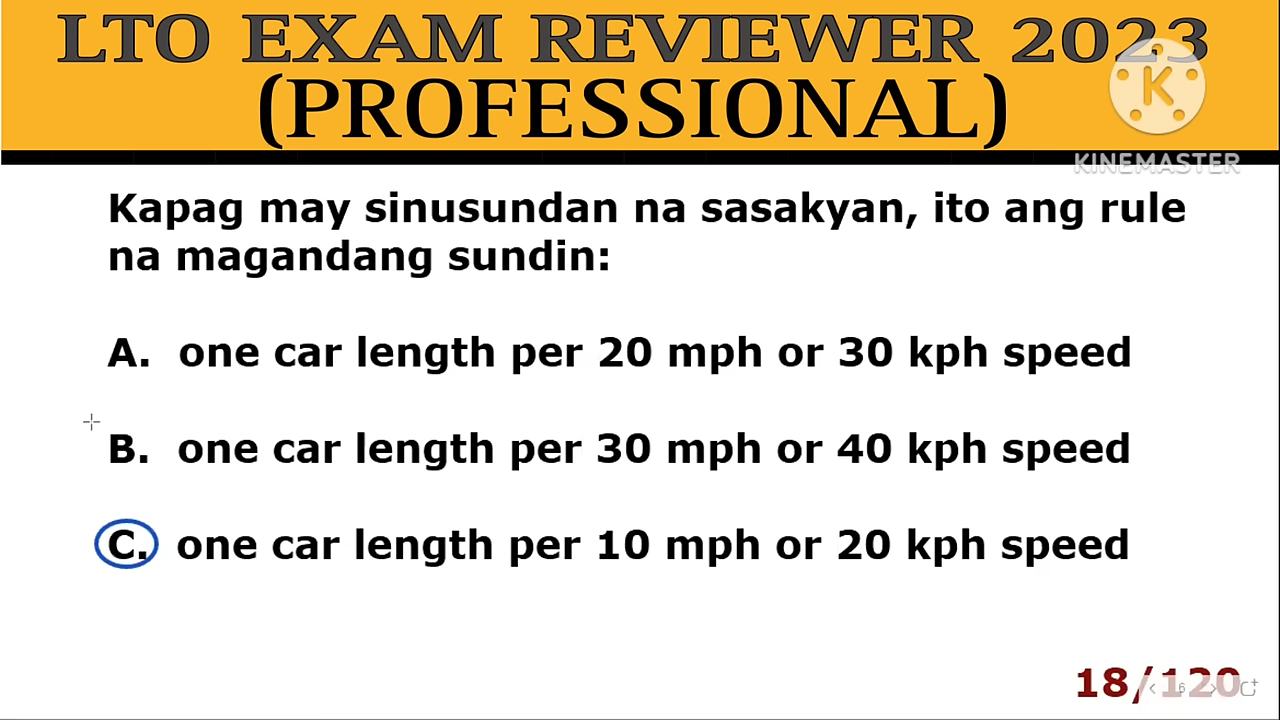 LTO EXAM REVIEWER 2023
(PROFESSIONAL)
K
KINEMASTER
Kapag may sinusundan na sasakyan, ito ang rule
na magandang sundin:
A. one car length per 20 mph or 30 kph speed
B. one car length per 30 mph or 40 kph speed
C. one car length per 10 mph or 20 kph speed
18/120
6